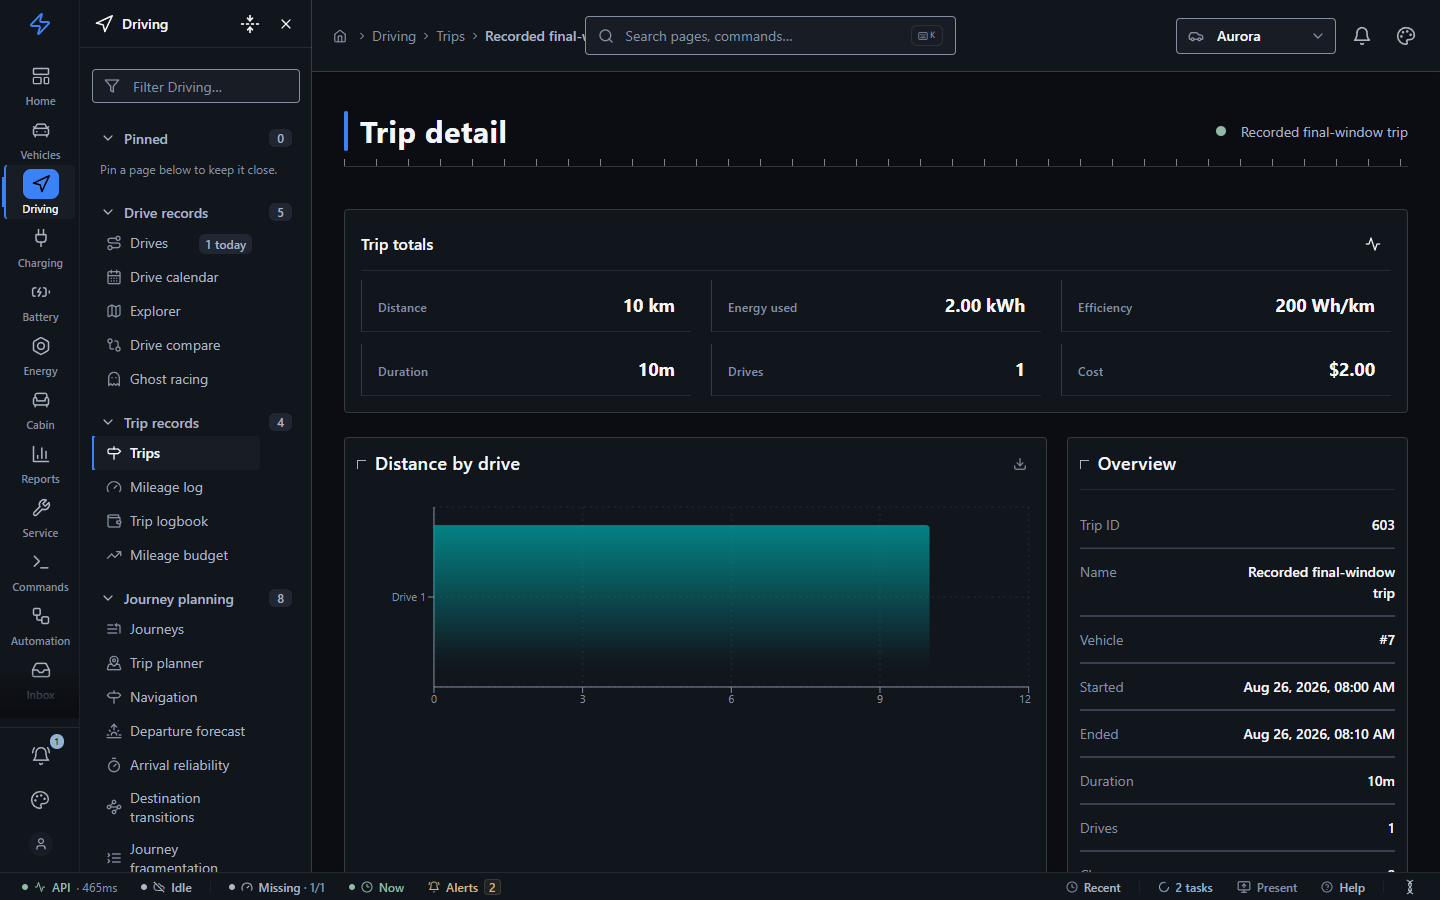 Driving
Filter Driving...
Home
Vehicles
Driving
Charging
Battery
Energy
Cabin
Reports
Service
Commands
Automation
Inbox
1
Pinned 0
Pin a page below to keep it close.
Drive records 5
Drives 1 today
Drive calendar
Explorer
Drive compare
Ghost racing
Trip records 4
Trips
Mileage log
Trip logbook
Mileage budget
Journey planning 8
Journeys
Trip planner
Navigation
Departure forecast
Arrival reliability
Destination
transitions
Journey
fragmentation
Driving Trips Recorded final-
Search pages, commands... K
Aurora
Trip detail
Recorded final-window trip
Trip totals
Distance 10 km
Energy used 2.00 kWh
Efficiency 200 Wh/km
Duration 10m
Drives 1
Cost $2.00
Distance by drive
Drive 1
0 3 6 9 12
Overview
Trip ID 603
Name Recorded final-window
trip
Vehicle #7
Started Aug 26, 2026, 08:00 AM
Ended Aug 26, 2026, 08:10 AM
Duration 10m
Drives 1
API · 465ms Idle Missing · 1/1 Now Alerts 2 Recent 2 tasks Present Help